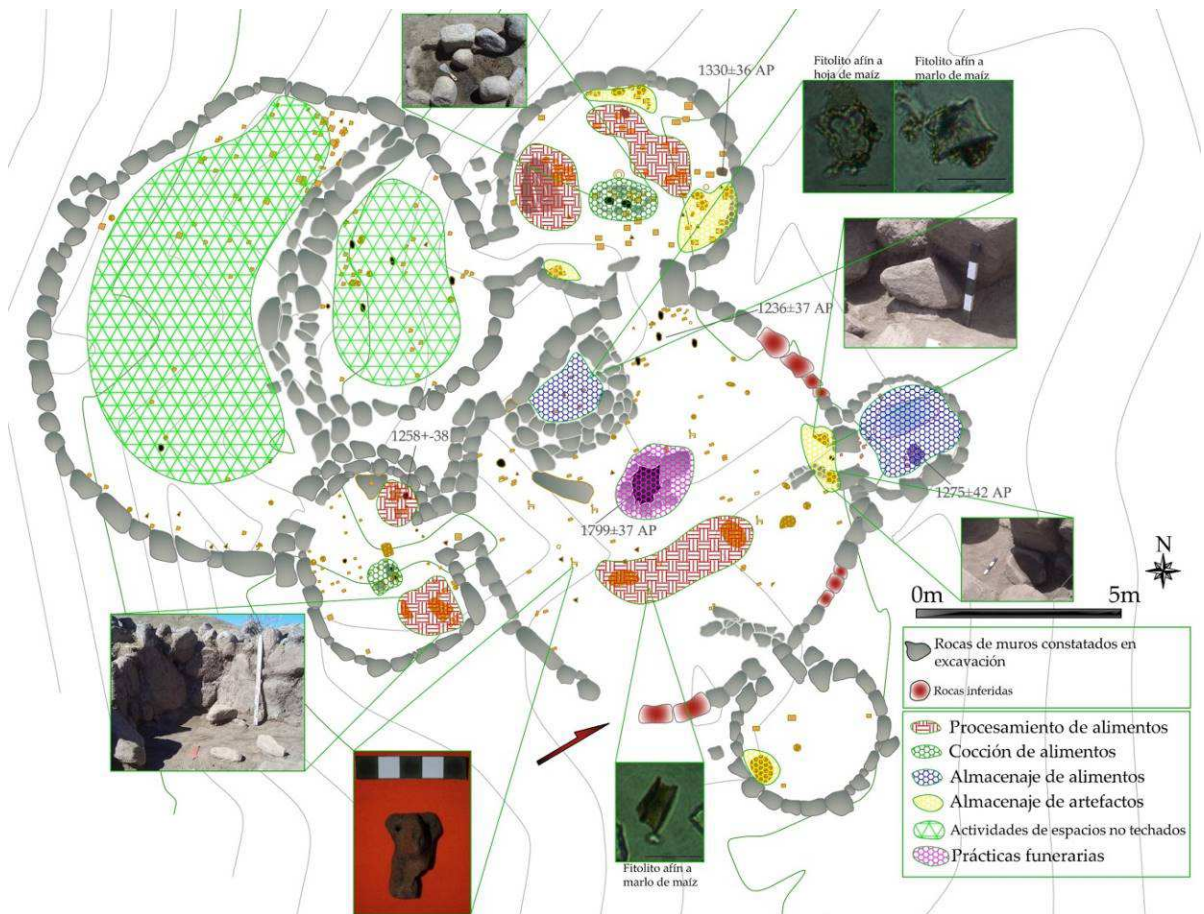 1330±36 AP
Fitolito afín a
hoja de maíz
Fitolito afín a
marlo de maíz
1236±37 AP
1258+-38
1799±37 AP
1275±42 AP
N
0m 5m
Rocas de muros constatados en
excavación
Rocas inferidas
Procesamiento de alimentos
Cocción de alimentos
Almacenaje de alimentos
Almacenaje de artefactos
Actividades de espacios no techados
Prácticas funerarias
Fitolito afín a
marlo de maíz